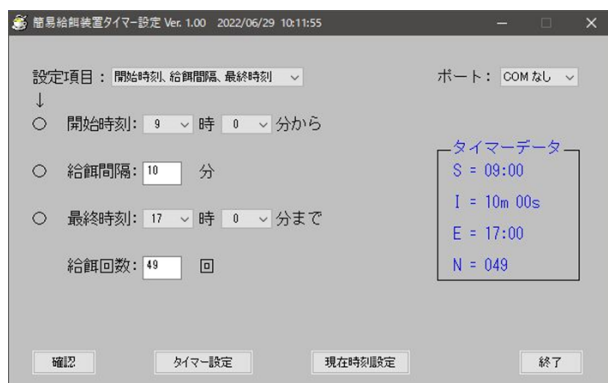 簡易給餌装置タイマー設定 Ver. 1.00 2022/06/29 10:11:55
設定項目： 開始時刻、給餌間隔、最終時刻 ポート： COM なし
↓
○ 開始時刻： 9 時 0 分から
○ 給餌間隔： 10 分
○ 最終時刻： 17 時 0 分まで
給餌回数： 49 回
タイマーデータ
S = 09:00
I = 10m 00s
E = 17:00
N = 049
確認 タイマー設定 現在時刻設定 終了